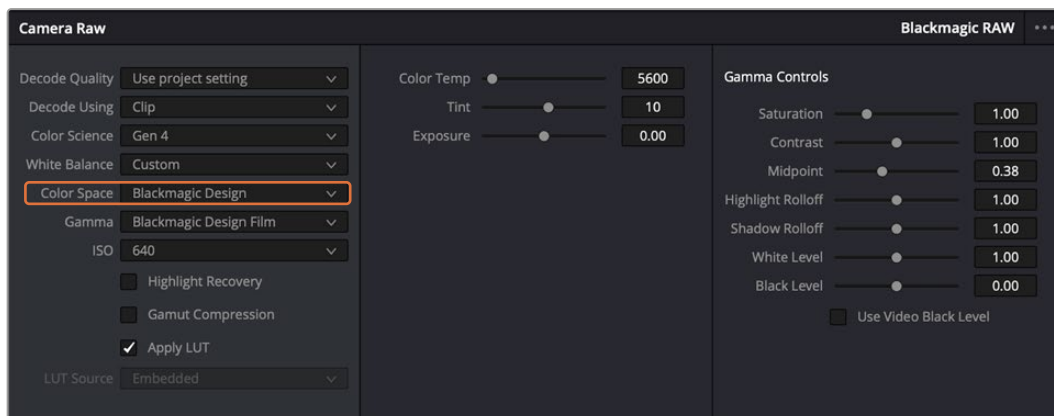 Camera Raw
Blackmagic RAW
Decode Quality Use project setting
Decode Using Clip
Color Science Gen 4
White Balance Custom
Color Space Blackmagic Design
Gamma Blackmagic Design Film
ISO 640
Highlight Recovery
Gamut Compression
Apply LUT
LUT Source Embedded
Color Temp 5600
Tint 10
Exposure 0.00
Gamma Controls
Saturation 1.00
Contrast 1.00
Midpoint 0.38
Highlight Rolloff 1.00
Shadow Rolloff 1.00
White Level 1.00
Black Level 0.00
Use Video Black Level